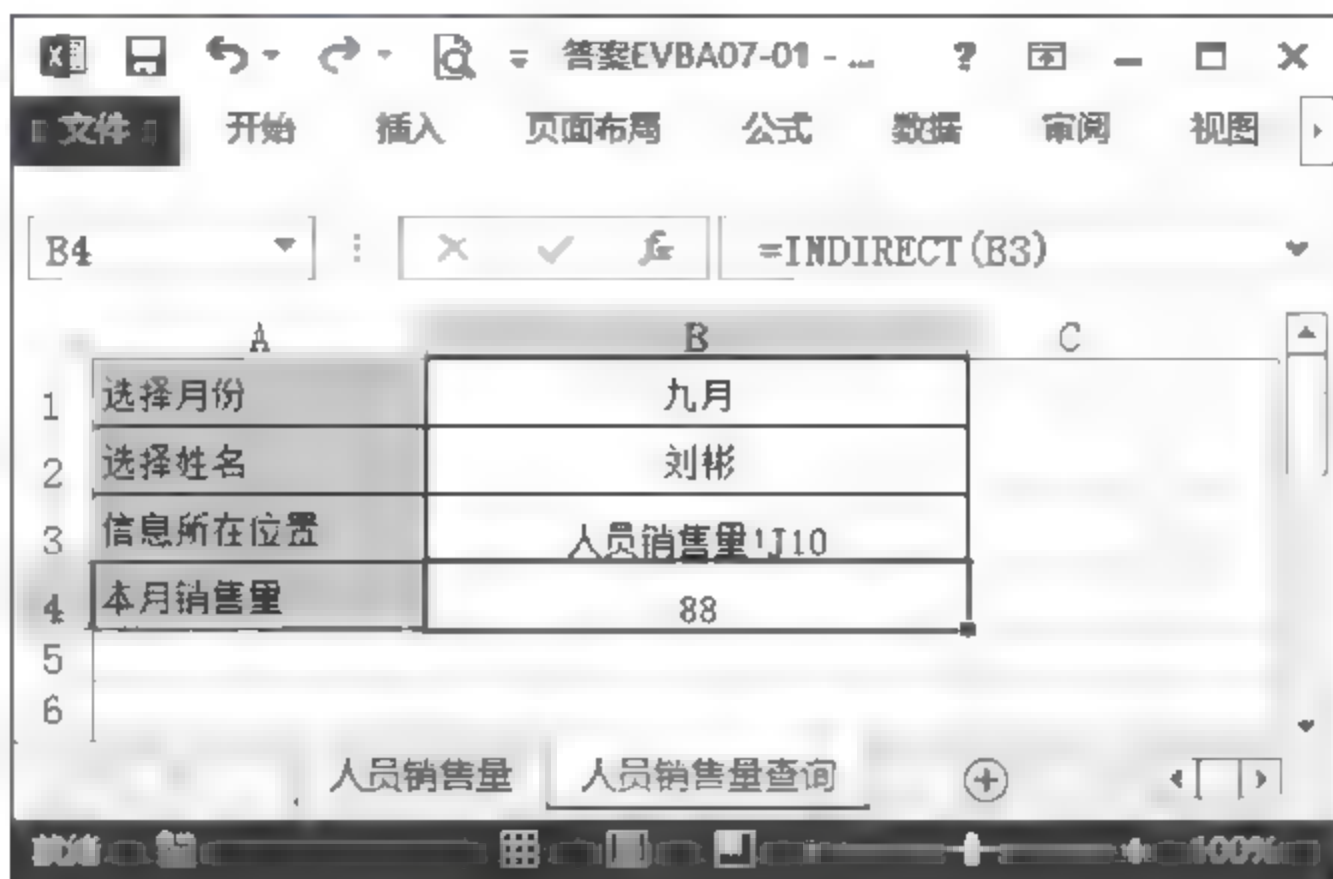 答案EVBA07-01 - ...
文件 开始 插入 页面布局 公式 数据 审阅 视图
B4 =INDIRECT(B3)
A B C
1 选择月份 九月
2 选择姓名 刘彬
3 信息所在位置 人员销售量!J10
4 本月销售量 88
5
6
人员销售量 人员销售量查询
就绪 100%